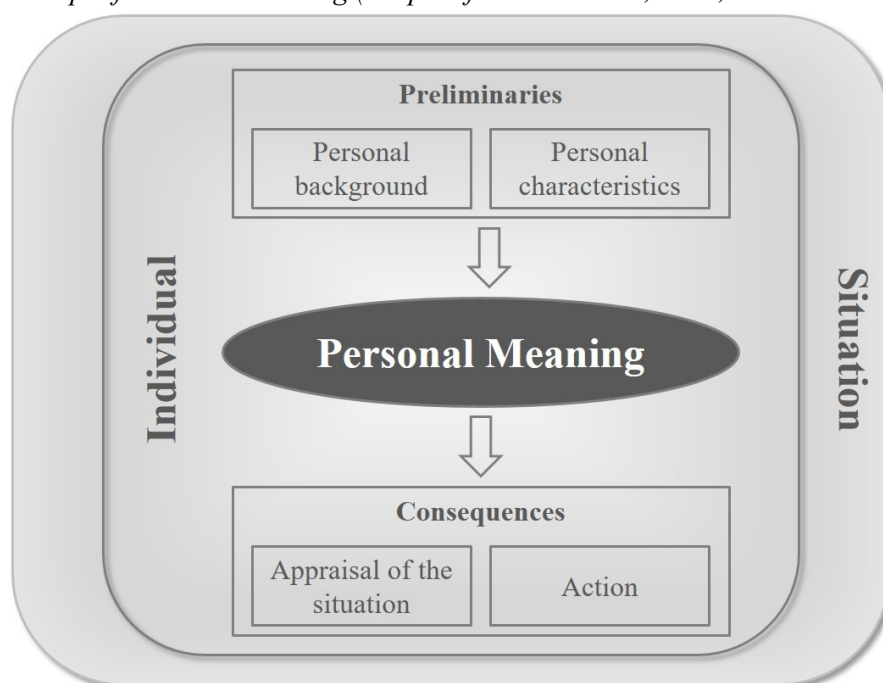 Preliminaries
Personal
background
Personal
characteristics
Individual
Personal Meaning
Situation
Consequences
Appraisal of the
situation
Action